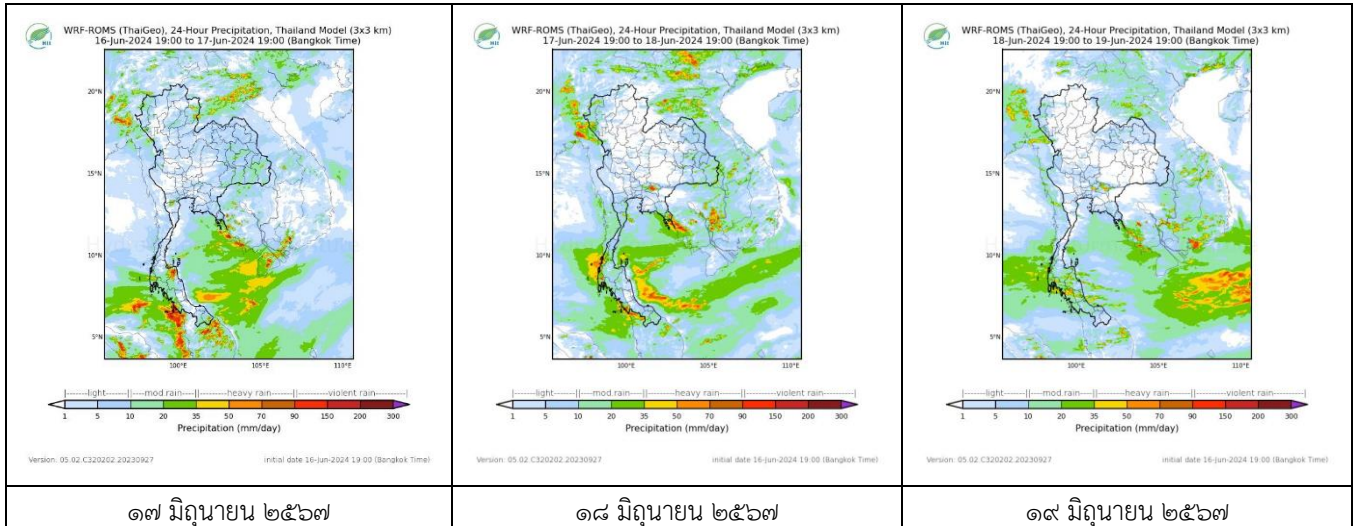 HII
WRF-ROMS (ThaiGeo), 24-Hour Precipitation, Thailand Model (3x3 km)
16-Jun-2024 19:00 to 17-Jun-2024 19:00 (Bangkok Time)
20°N
15°N
10°N
5°N
100°E 105°E 110°E
|------light------||------mod rain------||------heavy rain------||------violent rain------|
1 5 10 20 35 50 70 90 150 200 300
Precipitation (mm/day)
Version: 05.02.C320202.20230927 initial date 16-Jun-2024 19:00 (Bangkok Time)
๑๗ มิถุนายน ๒๕๖๗
HII
WRF-ROMS (ThaiGeo), 24-Hour Precipitation, Thailand Model (3x3 km)
17-Jun-2024 19:00 to 18-Jun-2024 19:00 (Bangkok Time)
20°N
15°N
10°N
5°N
100°E 105°E 110°E
|------light------||------mod rain------||------heavy rain------||------violent rain------|
1 5 10 20 35 50 70 90 150 200 300
Precipitation (mm/day)
Version: 05.02.C320202.20230927 initial date 16-Jun-2024 19:00 (Bangkok Time)
๑๘ มิถุนายน ๒๕๖๗
HII
WRF-ROMS (ThaiGeo), 24-Hour Precipitation, Thailand Model (3x3 km)
18-Jun-2024 19:00 to 19-Jun-2024 19:00 (Bangkok Time)
20°N
15°N
10°N
5°N
100°E 105°E 110°E
|------light------||------mod rain------||------heavy rain------||------violent rain------|
1 5 10 20 35 50 70 90 150 200 300
Precipitation (mm/day)
Version: 05.02.C320202.20230927 initial date 16-Jun-2024 19:00 (Bangkok Time)
๑๙ มิถุนายน ๒๕๖๗